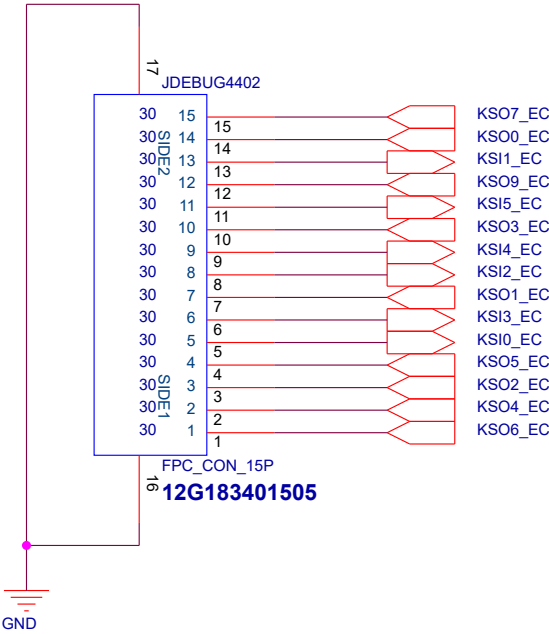 17
JDEBUG4402
30 15 15 KSO7_EC
30 14 14 KSO0_EC
30 13 13 KSI1_EC
30 12 12 KSO9_EC
30 11 11 KSI5_EC
30 10 10 KSO3_EC
30 9 9 KSI4_EC
30 8 8 KSI2_EC
30 7 7 KSO1_EC
30 6 6 KSI3_EC
30 5 5 KSI0_EC
30 4 4 KSO5_EC
30 3 3 KSO2_EC
30 2 2 KSO4_EC
30 1 1 KSO6_EC
SIDE2
SIDE1
FPC_CON_15P
16
12G183401505
GND